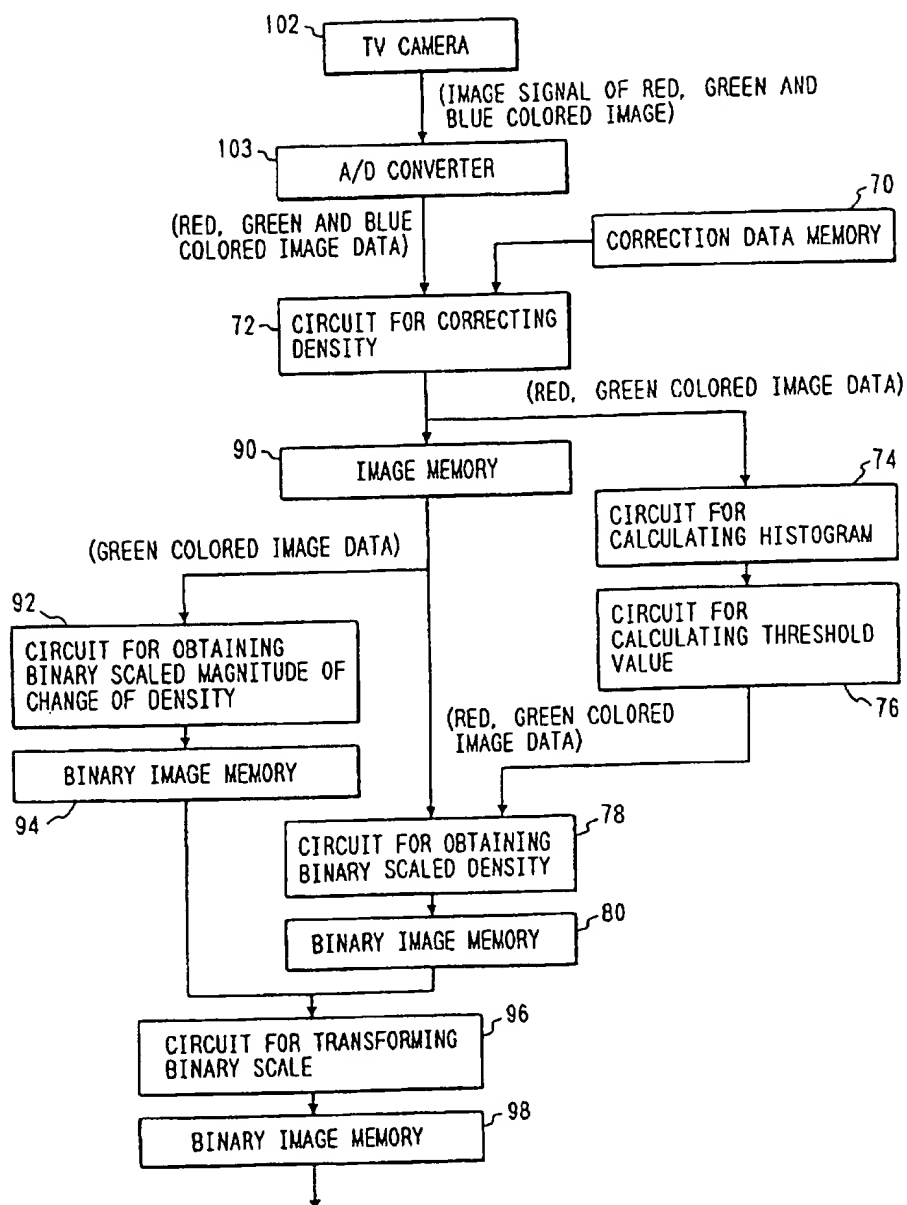 102
TV CAMERA
(IMAGE SIGNAL OF RED, GREEN AND
BLUE COLORED IMAGE)
103
A/D CONVERTER
(RED, GREEN AND BLUE
COLORED IMAGE DATA)
70
CORRECTION DATA MEMORY
72
CIRCUIT FOR CORRECTING
DENSITY
(RED, GREEN COLORED IMAGE DATA)
90
IMAGE MEMORY
74
CIRCUIT FOR
CALCULATING HISTOGRAM
(GREEN COLORED IMAGE DATA)
92
CIRCUIT FOR OBTAINING
BINARY SCALED MAGNITUDE OF
CHANGE OF DENSITY
CIRCUIT FOR
CALCULATING THRESHOLD
VALUE
76
(RED, GREEN COLORED
IMAGE DATA)
BINARY IMAGE MEMORY
94
78
CIRCUIT FOR OBTAINING
BINARY SCALED DENSITY
80
BINARY IMAGE MEMORY
96
CIRCUIT FOR TRANSFORMING
BINARY SCALE
98
BINARY IMAGE MEMORY